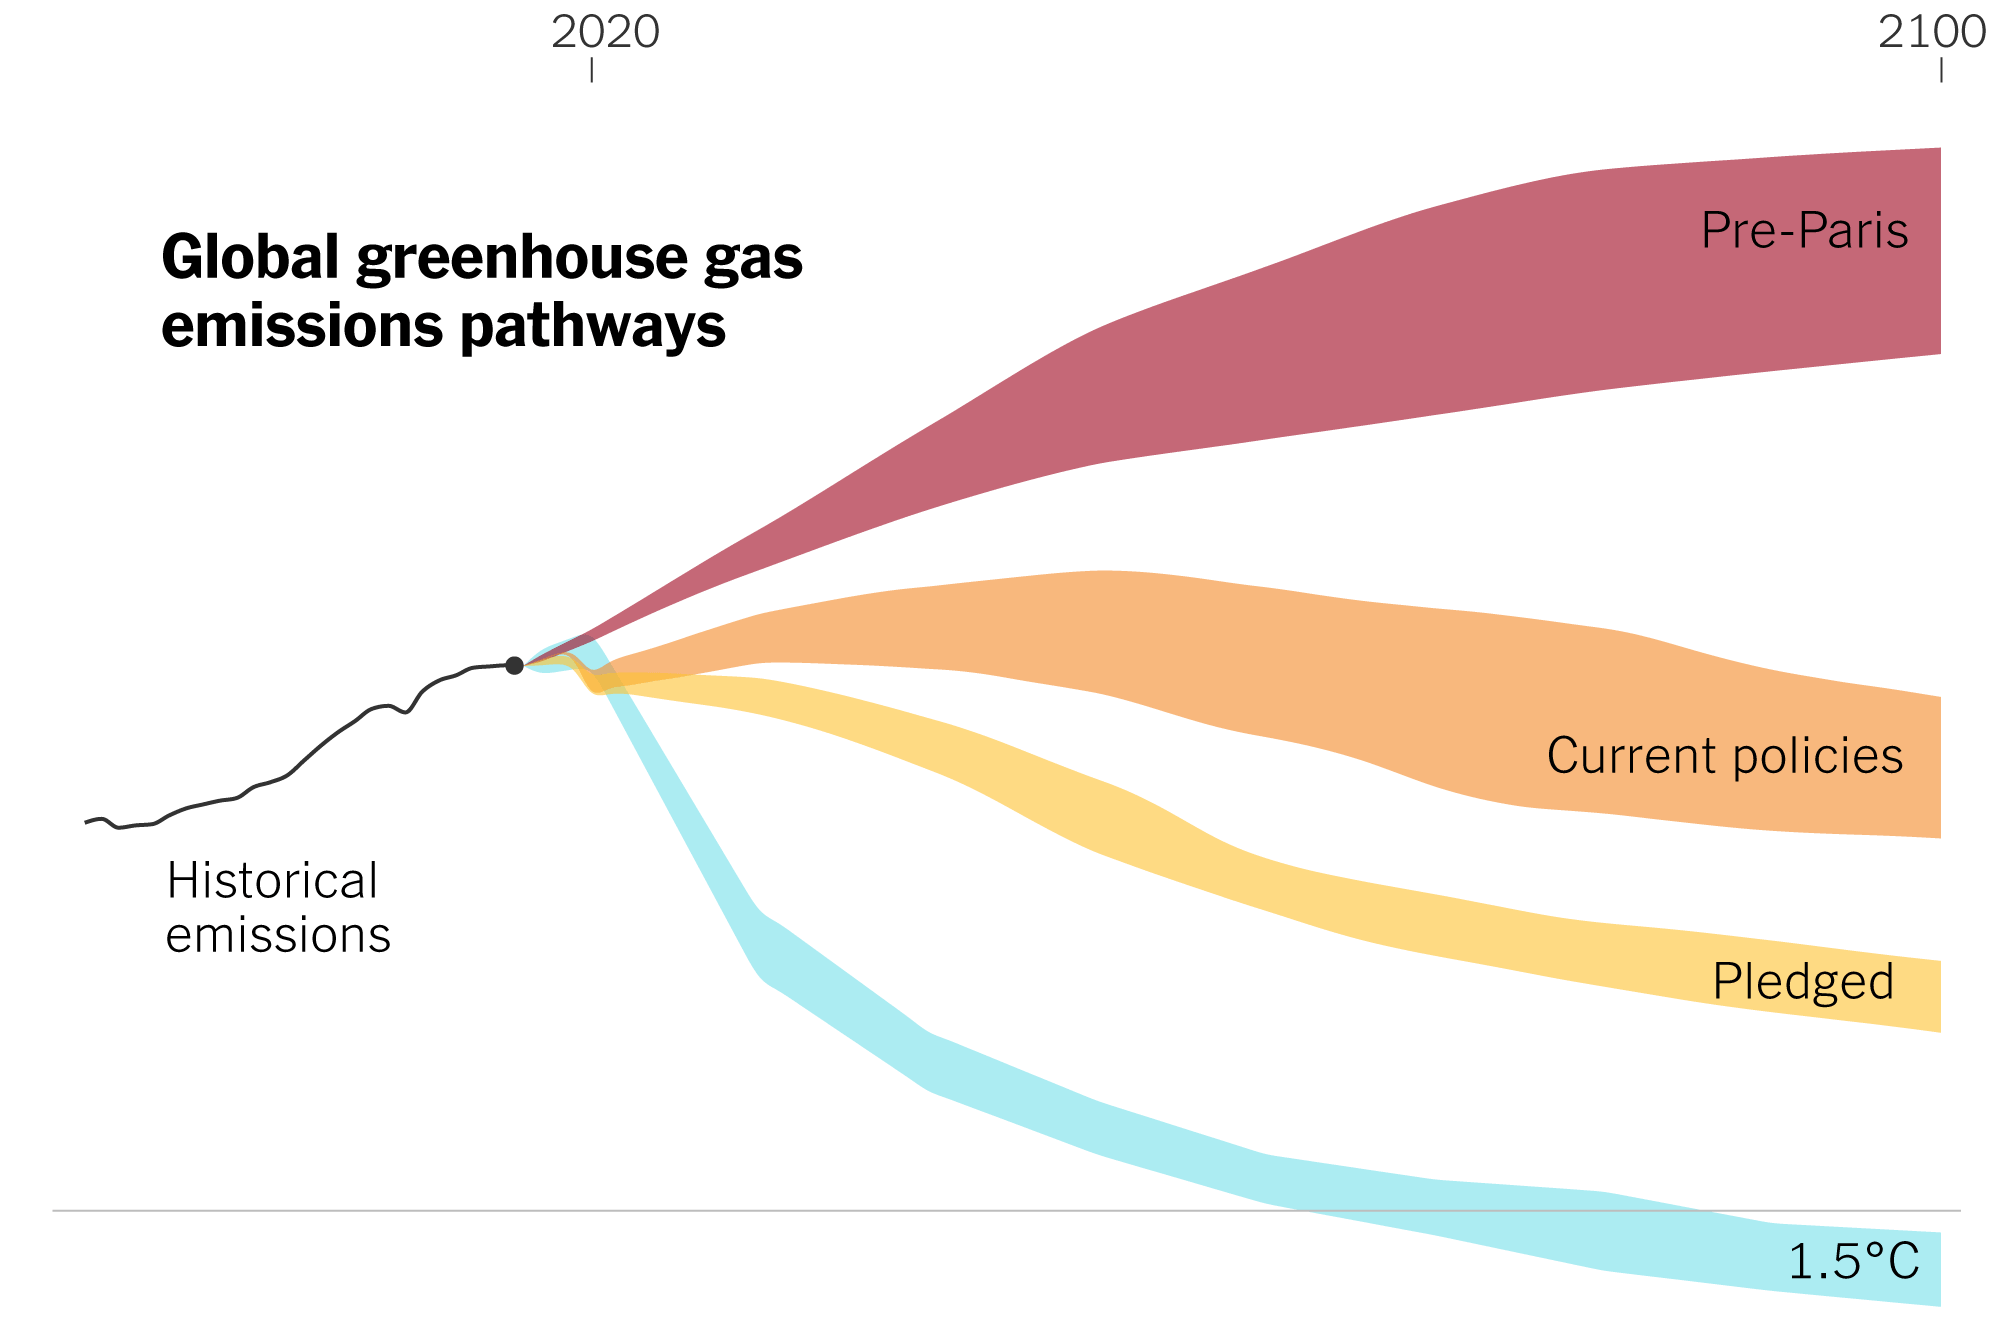 2020
2100
Global greenhouse gas
emissions pathways
Pre-Paris
Current policies
Historical
emissions
Pledged
1.5°C